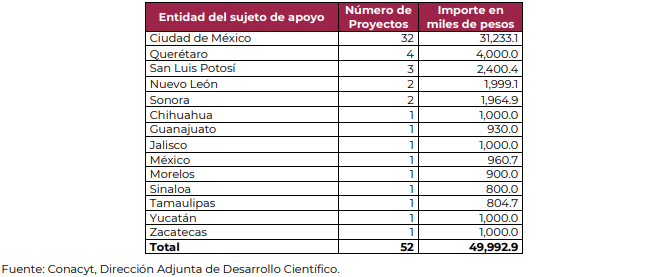 Entidad del sujeto de apoyo Número de Proyectos Importe en miles de pesos
Ciudad de México 32 31,233.1
Querétaro 4 4,000.0
San Luis Potosí 3 2,400.4
Nuevo León 2 1,999.1
Sonora 2 1,964.9
Chihuahua 1 1,000.0
Guanajuato 1 930.0
Jalisco 1 1,000.0
México 1 960.7
Morelos 1 900.0
Sinaloa 1 800.0
Tamaulipas 1 804.7
Yucatán 1 1,000.0
Zacatecas 1 1,000.0
Total 52 49,992.9
Fuente: Conacyt, Dirección Adjunta de Desarrollo Científico.